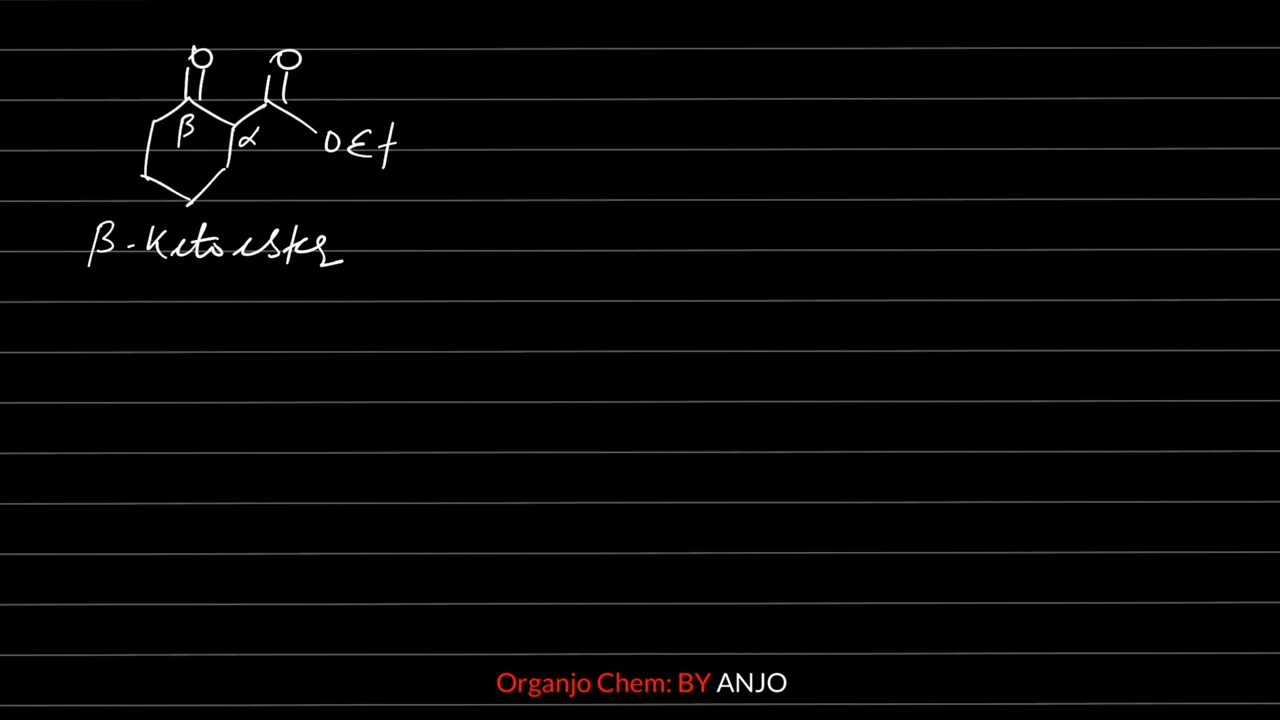 O O
β α OEt
β-Ketoester
Organjo Chem: BY ANJO